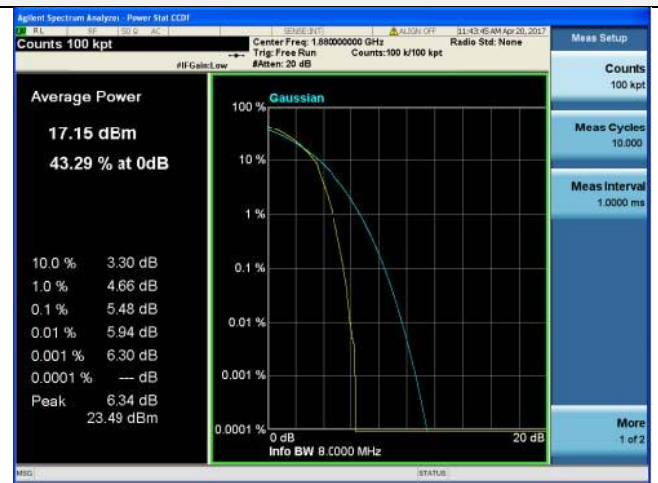 Agilent Spectrum Analyzer - Power Stat CCDF
RL RF 50 Ω AC SENSE:INT ALIGN OFF 11:43:45 AM Apr 20, 2017
Counts 100 kpt
Center Freq: 1.880000000 GHz Radio Std: None
Trig: Free Run Counts:100 k/100 kpt
#IFGain:Low #Atten: 20 dB
Meas Setup
Counts
100 kpt
Meas Cycles
10.000
Meas Interval
1.0000 ms
More
1 of 2
Average Power
17.15 dBm
43.29 % at 0dB
10.0 % 3.30 dB
1.0 % 4.66 dB
0.1 % 5.48 dB
0.01 % 5.94 dB
0.001 % 6.30 dB
0.0001 % --- dB
Peak 6.34 dB
23.49 dBm
Gaussian
100 %
10 %
1 %
0.1 %
0.01 %
0.001 %
0.0001 %
0 dB 20 dB
Info BW 8.0000 MHz
MSG STATUS